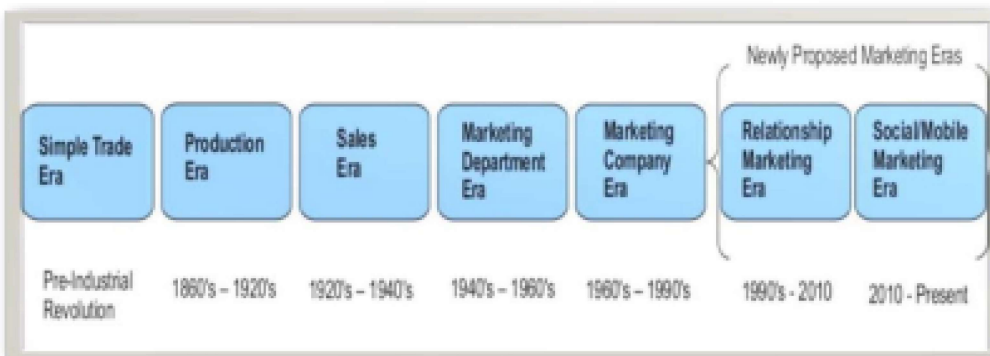 Newly Proposed Marketing Eras
Simple Trade
Era
Production
Era
Sales
Era
Marketing
Department
Era
Marketing
Company
Era
Relationship
Marketing
Era
Social/Mobile
Marketing
Era
Pre-Industrial
Revolution
1860's – 1920's
1920's – 1940's
1940's – 1960's
1960's – 1990's
1990's - 2010
2010 - Present